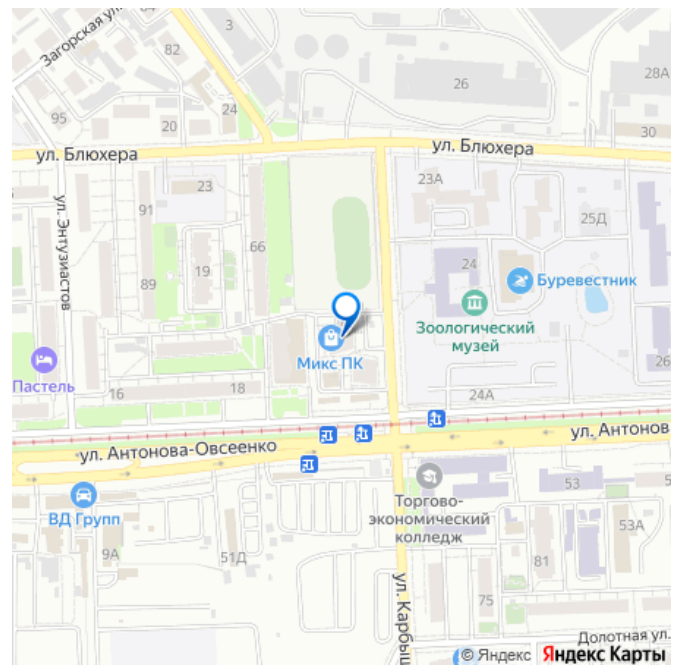 Загорская ул.
82
3
26
28А
95
20
24
30
ул. Блюхера
ул. Блюхера
23
23А
91
66
25Д
ул. Энтузиастов
19
24
89
Буревестник
Зоологический
музей
Микс ПК
Пастель
16
18
24А
26
ул. Антонова-Овсеенко
ул. Антонов
ВД Групп
Торгово-
экономический
колледж
53
53А
9А
51Д
81
75
ул. Карбыш
Долотная ул.
© Яндекс Яндекс Карты